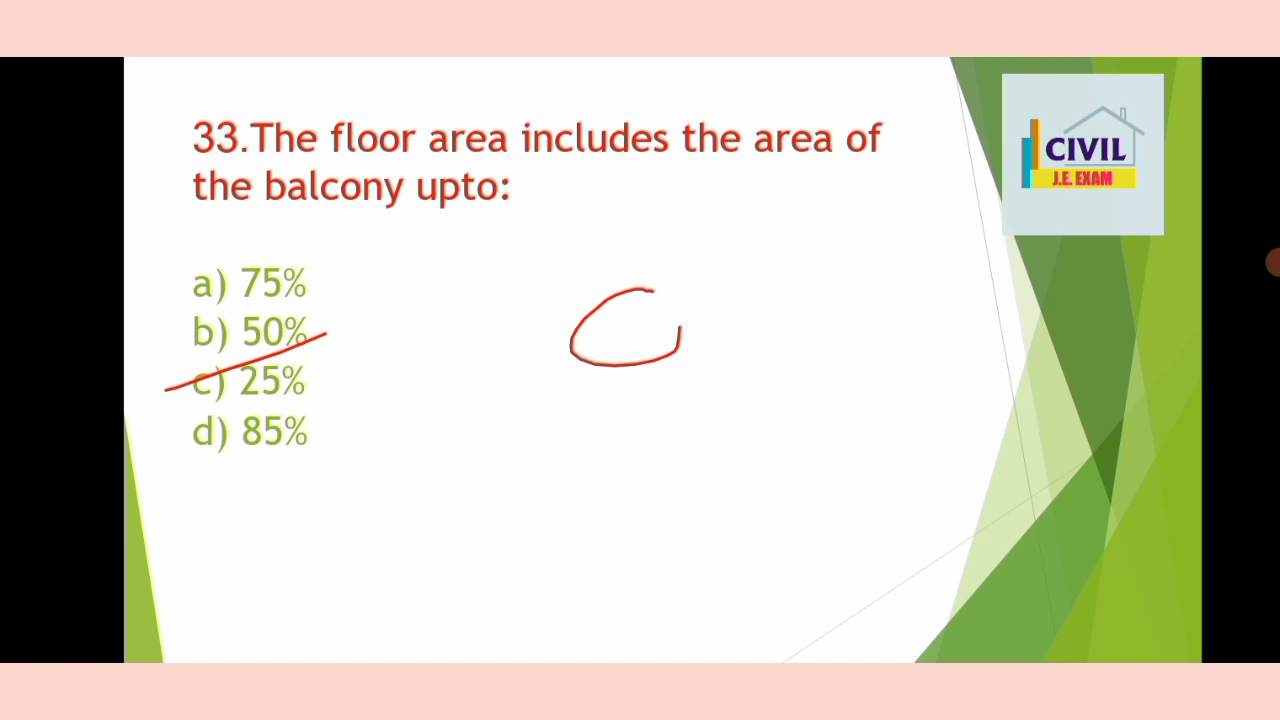 33.The floor area includes the area of
the balcony upto:
a) 75%
b) 50%
c) 25%
d) 85%
CIVIL
J.E. EXAM